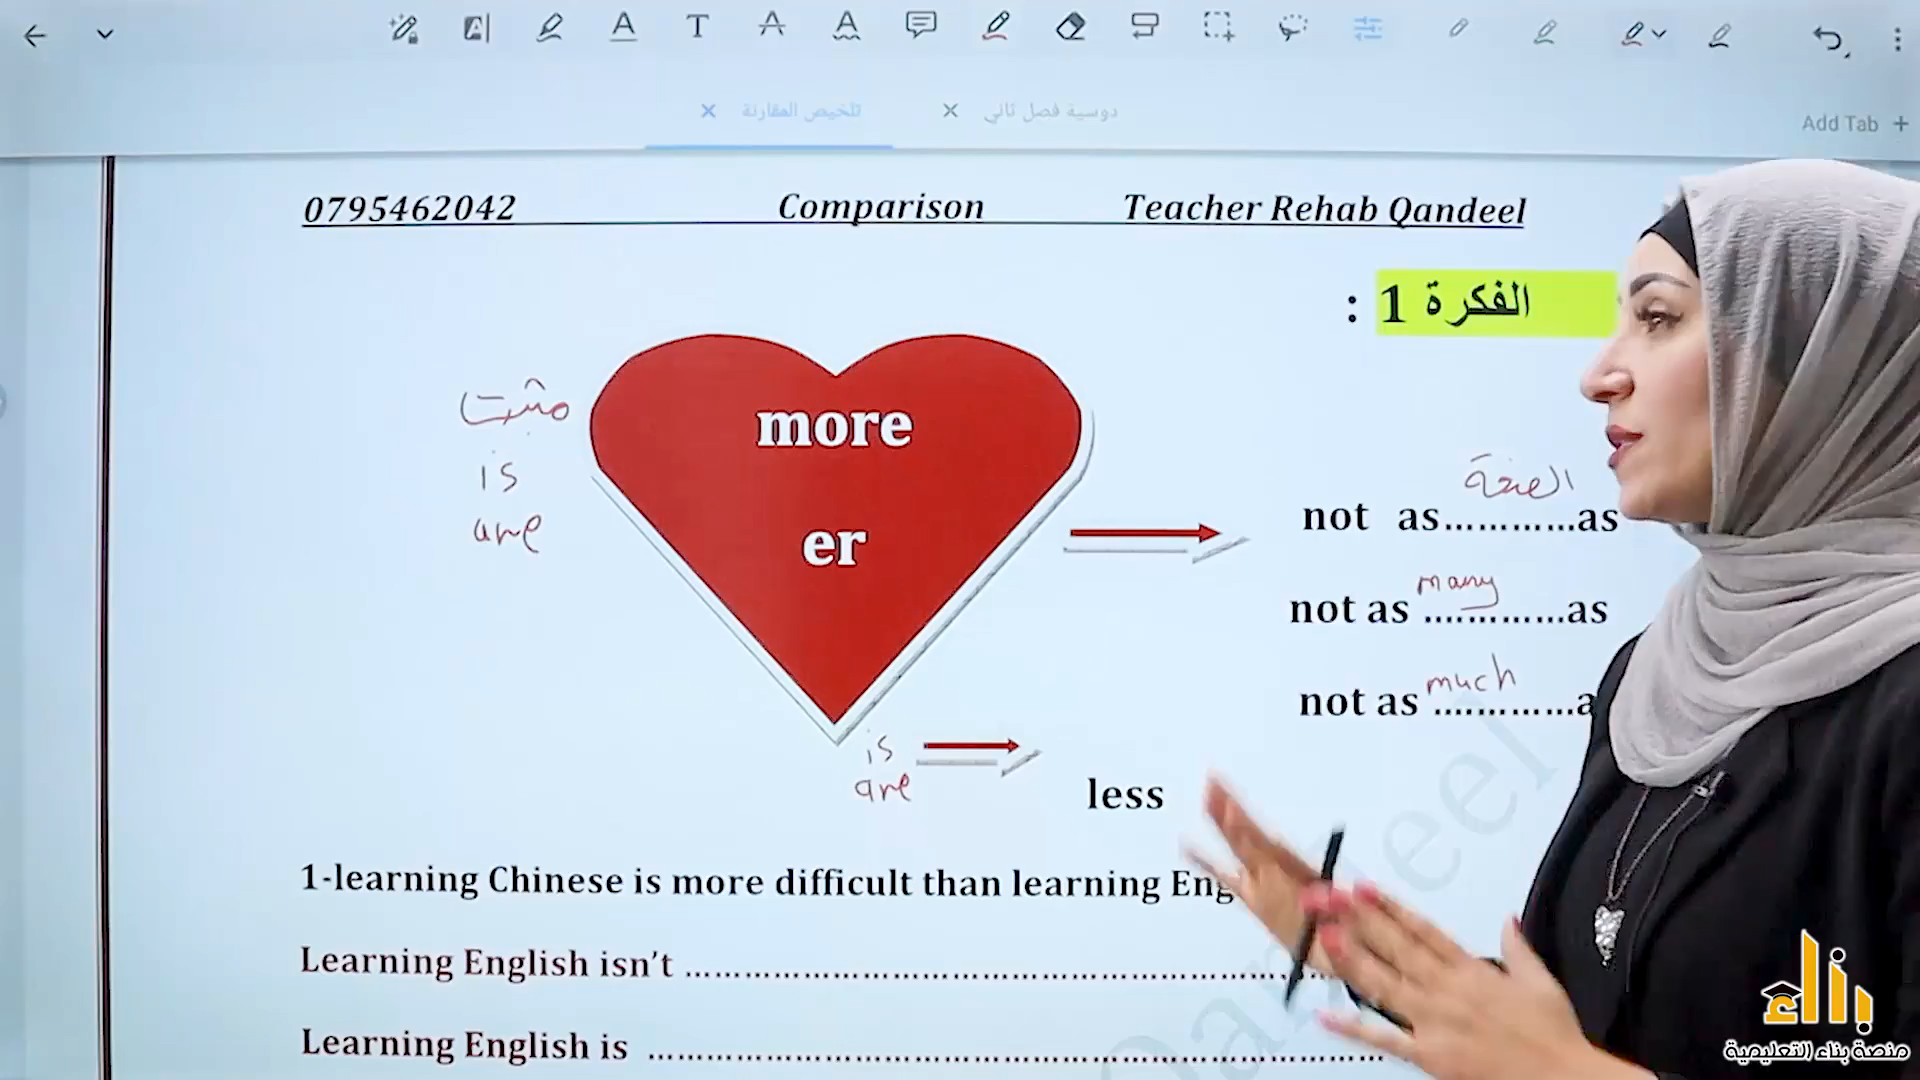 تلخيص المقارنة
دوسية فصل ثاني
Add Tab +
0795462042 Comparison Teacher Rehab Qandeel
الفكرة 1 :
more
er
مثبت
is
are
الصفة
not as............as
many
not as ............as
much
not as ............a
is
are
less
1-learning Chinese is more difficult than learning Eng
Learning English isn't ............................................................
Learning English is ............................................................
Qandeel
بناء
منصة بناء التعليمية